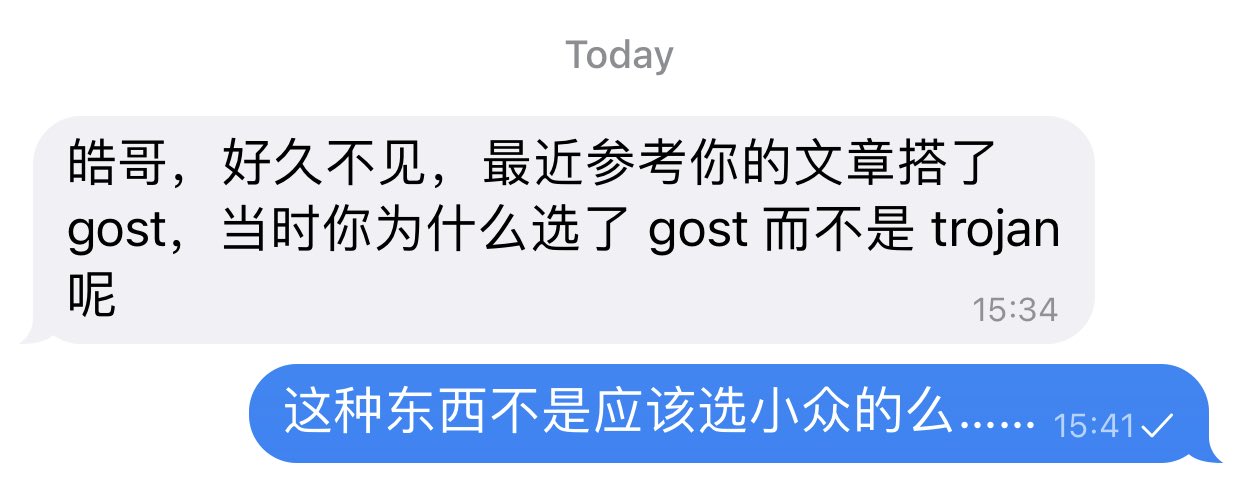 Today
皓哥，好久不见，最近参考你的文章搭了
gost，当时你为什么选了 gost 而不是 trojan
呢
15:34
这种东西不是应该选小众的么…… 15:41